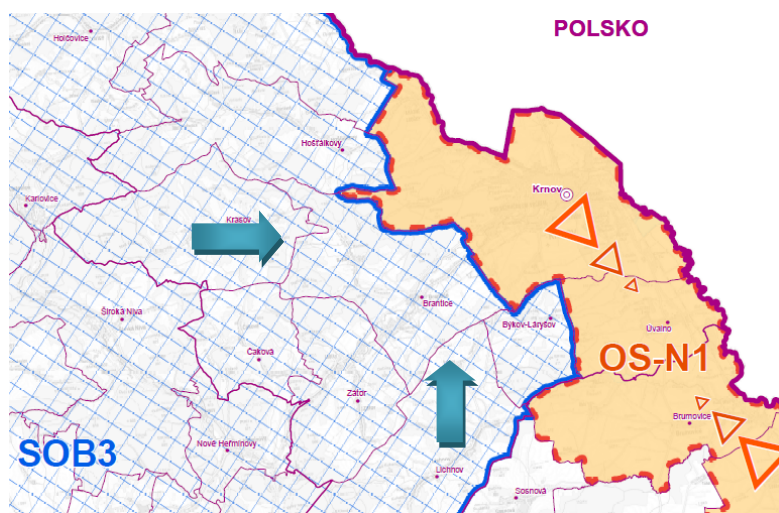 POLSKO
Holčovice
Hošťálkovy
Krnov
Karlovice
Krasov
Brantice
Široká Niva
Býkov-Láryšov
Úvalno
OS-N1
Čaková
Zátor
Brumovice
SOB3
Nové Heřminovy
Lichnov
Sosnová